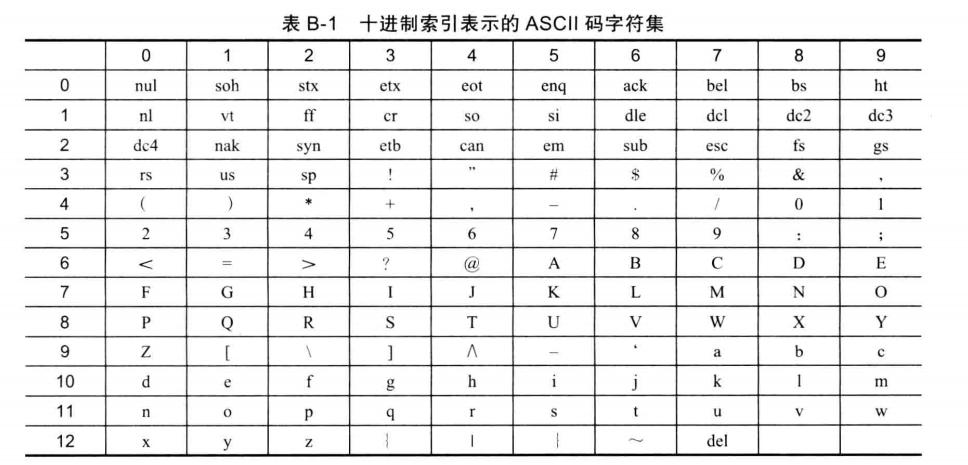 表 B-1 十进制索引表示的 ASCII 码字符集
0 1 2 3 4 5 6 7 8 9
0 nul soh stx etx eot enq ack bel bs ht
1 nl vt ff cr so si dle dcl dc2 dc3
2 dc4 nak syn etb can em sub esc fs gs
3 rs us sp ! ” # $ % & ,
4 ( ) * + , – . / 0 1
5 2 3 4 5 6 7 8 9 : ;
6 < = > ? @ A B C D E
7 F G H I J K L M N O
8 P Q R S T U V W X Y
9 Z [ \ ] ∧ – ‘ a b c
10 d e f g h i j k l m
11 n o p q r s t u v w
12 x y z { | } ~ del